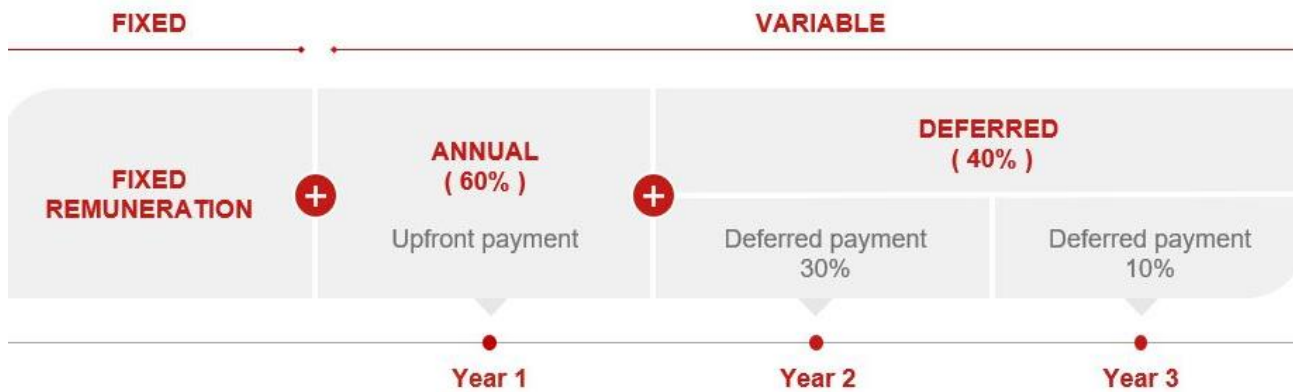 FIXED
VARIABLE
FIXED
REMUNERATION
+
ANNUAL
( 60% )
Upfront payment
+
DEFERRED
( 40% )
Deferred payment
30%
Deferred payment
10%
Year 1
Year 2
Year 3